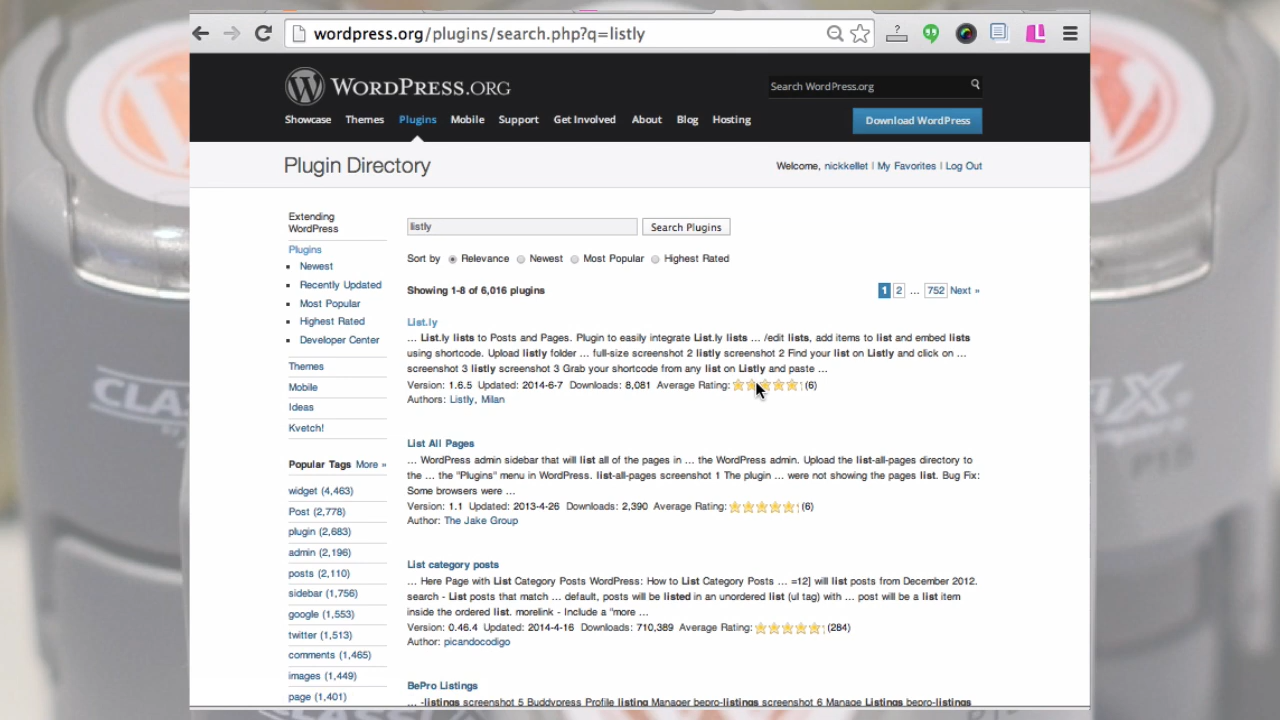 wordpress.org/plugins/search.php?q=listly
WORDPRESS.ORG
Search WordPress.org
Showcase Themes Plugins Mobile Support Get Involved About Blog Hosting
Download WordPress
Plugin Directory
Welcome, nickkellet | My Favorites | Log Out
Extending
WordPress
Plugins
Newest
Recently Updated
Most Popular
Highest Rated
Developer Center
Themes
Mobile
Ideas
Kvetch!
Popular Tags More »
widget (4,463)
Post (2,778)
plugin (2,683)
admin (2,196)
posts (2,110)
sidebar (1,756)
google (1,553)
twitter (1,513)
comments (1,465)
images (1,449)
page (1,401)
listly
Search Plugins
Sort by Relevance Newest Most Popular Highest Rated
Showing 1-8 of 6,016 plugins
1 2 ... 752 Next »
List.ly
... List.ly lists to Posts and Pages. Plugin to easily integrate List.ly lists ... /edit lists, add items to list and embed lists
using shortcode. Upload listly folder ... full-size screenshot 2 listly screenshot 2 Find your list on Listly and click on ...
screenshot 3 listly screenshot 3 Grab your shortcode from any list on Listly and paste ...
Version: 1.6.5 Updated: 2014-6-7 Downloads: 8,081 Average Rating: (6)
Authors: Listly, Milan
List All Pages
... WordPress admin sidebar that will list all of the pages in ... the WordPress admin. Upload the list-all-pages directory to
the ... the "Plugins" menu in WordPress. list-all-pages screenshot 1 The plugin ... were not showing the pages list. Bug Fix:
Some browsers were ...
Version: 1.1 Updated: 2013-4-26 Downloads: 2,390 Average Rating: (6)
Author: The Jake Group
List category posts
... Here Page with List Category Posts WordPress: How to List Category Posts ... =12] will list posts from December 2012.
search - List posts that match ... default, posts will be listed in an unordered list (ul tag) with ... post will be a list item
inside the ordered list. morelink - Include a "more ...
Version: 0.46.4 Updated: 2014-4-16 Downloads: 710,389 Average Rating: (284)
Author: picandocodigo
BePro Listings
... -listings screenshot 5 Buddypress Profile listing Manager bepro-listings screenshot 6 Manage Listings bepro-listings